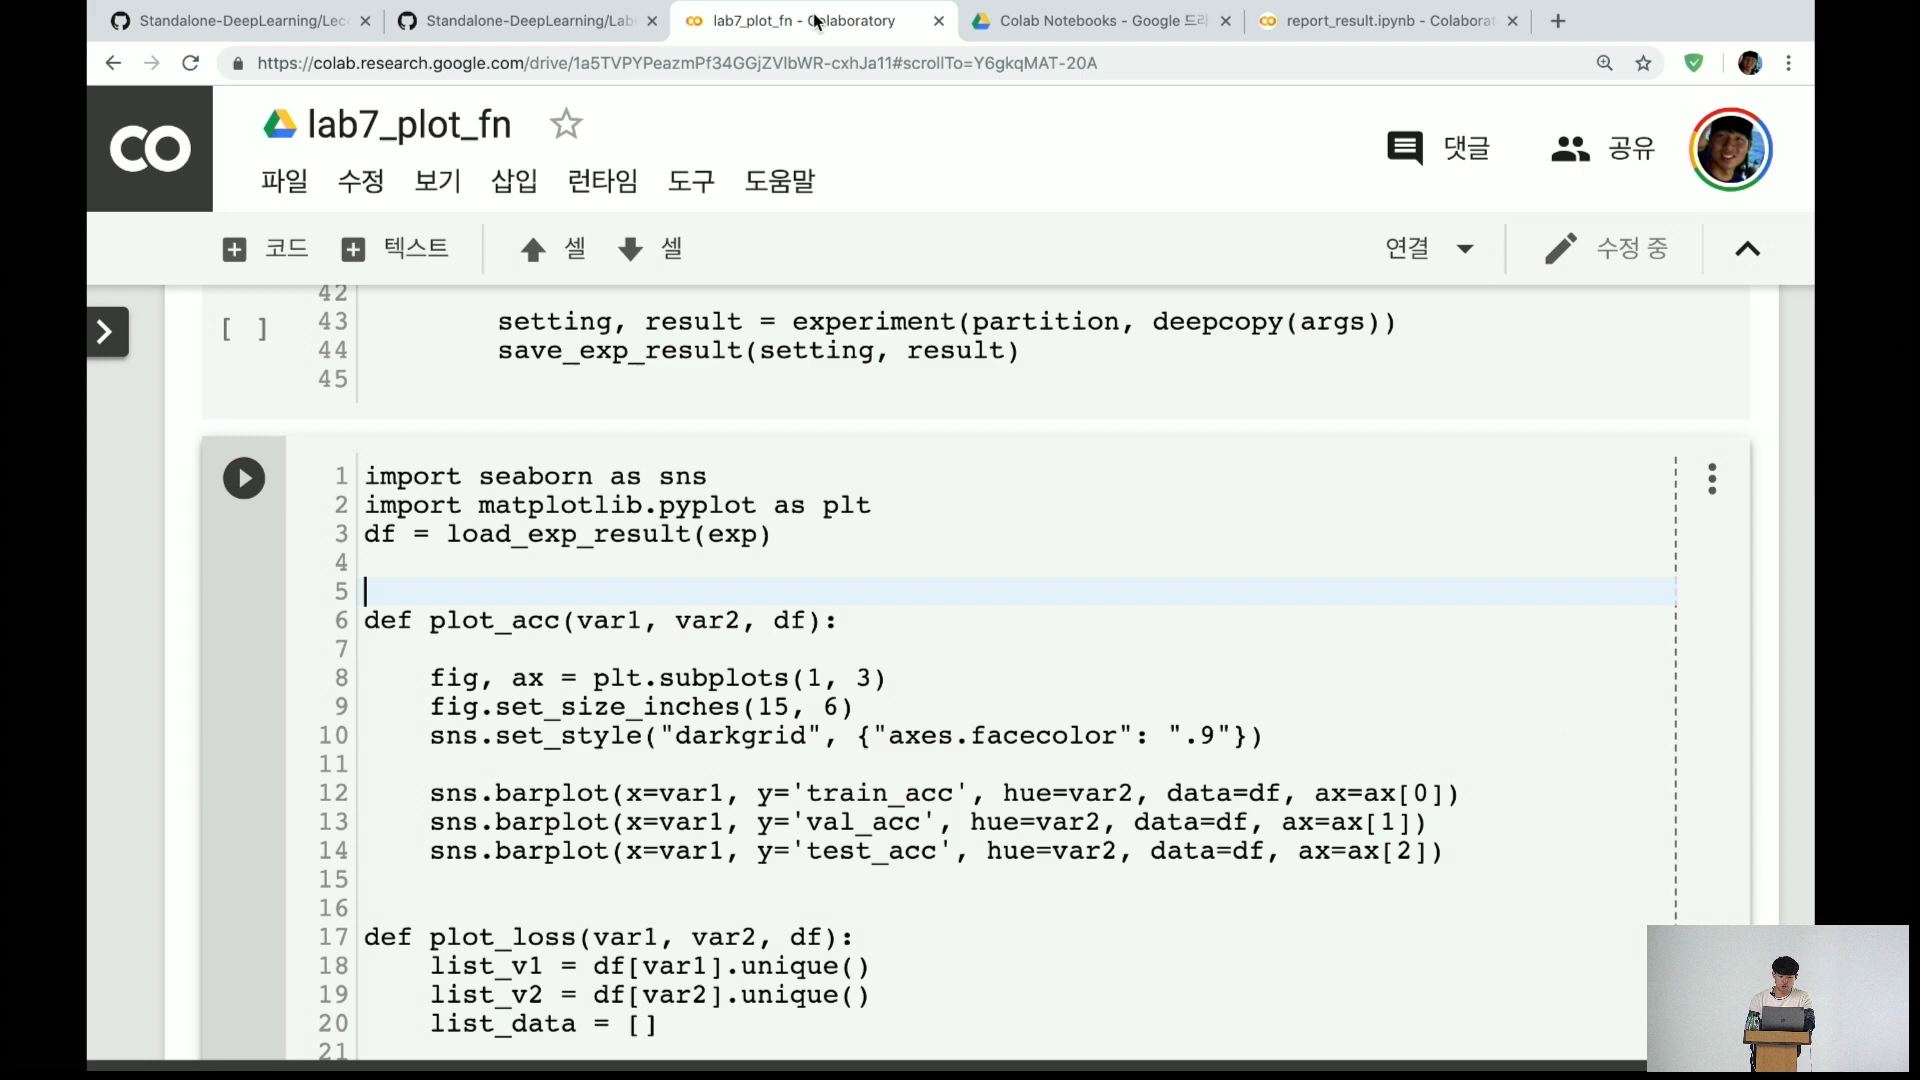 Standalone-DeepLearning/Lec
Standalone-DeepLearning/Lab
lab7_plot_fn - Colaboratory
Colab Notebooks - Google 드라
report_result.ipynb - Colaborat
https://colab.research.google.com/drive/1a5TVPYPeazmPf34GGjZVlbWR-cxhJa11#scrollTo=Y6gkqMAT-20A
CO
lab7_plot_fn
댓글
공유
파일 수정 보기 삽입 런타임 도구 도움말
코드 텍스트 셀 셀
연결
수정 중
42
[ ]
43 setting, result = experiment(partition, deepcopy(args))
44 save_exp_result(setting, result)
45
1 import seaborn as sns
2 import matplotlib.pyplot as plt
3 df = load_exp_result(exp)
4
5
6 def plot_acc(var1, var2, df):
7
8 fig, ax = plt.subplots(1, 3)
9 fig.set_size_inches(15, 6)
10 sns.set_style("darkgrid", {"axes.facecolor": ".9"})
11
12 sns.barplot(x=var1, y='train_acc', hue=var2, data=df, ax=ax[0])
13 sns.barplot(x=var1, y='val_acc', hue=var2, data=df, ax=ax[1])
14 sns.barplot(x=var1, y='test_acc', hue=var2, data=df, ax=ax[2])
15
16
17 def plot_loss(var1, var2, df):
18 list_v1 = df[var1].unique()
19 list_v2 = df[var2].unique()
20 list_data = []
21